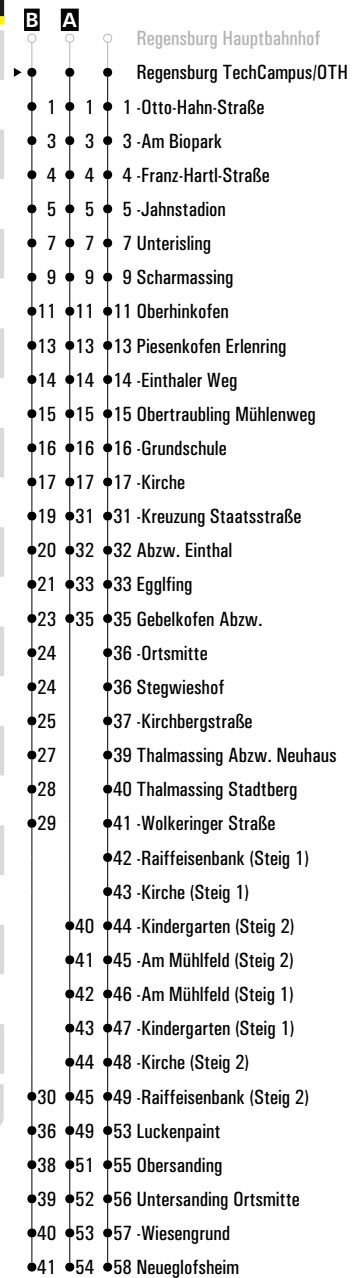 B A
Regensburg Hauptbahnhof
Regensburg TechCampus/OTH
1 1 1 -Otto-Hahn-Straße
3 3 3 -Am Biopark
4 4 4 -Franz-Hartl-Straße
5 5 5 -Jahnstadion
7 7 7 Unterisling
9 9 9 Scharmassing
11 11 11 Oberhinkofen
13 13 13 Piesenkofen Erlenring
14 14 14 -Einthaler Weg
15 15 15 Obertraubling Mühlenweg
16 16 16 -Grundschule
17 17 17 -Kirche
19 31 31 -Kreuzung Staatsstraße
20 32 32 Abzw. Einthal
21 33 33 Egglfing
23 35 35 Gebelkofen Abzw.
24 36 -Ortsmitte
24 36 Stegwieshof
25 37 -Kirchbergstraße
27 39 Thalmassing Abzw. Neuhaus
28 40 Thalmassing Stadtberg
29 41 -Wolkeringer Straße
42 -Raiffeisenbank (Steig 1)
43 -Kirche (Steig 1)
40 44 -Kindergarten (Steig 2)
41 45 -Am Mühlfeld (Steig 2)
42 46 -Am Mühlfeld (Steig 1)
43 47 -Kindergarten (Steig 1)
44 48 -Kirche (Steig 2)
30 45 49 -Raiffeisenbank (Steig 2)
36 49 53 Luckenpaint
38 51 55 Obersanding
39 52 56 Untersanding Ortsmitte
40 53 57 -Wiesengrund
41 54 58 Neueglofsheim